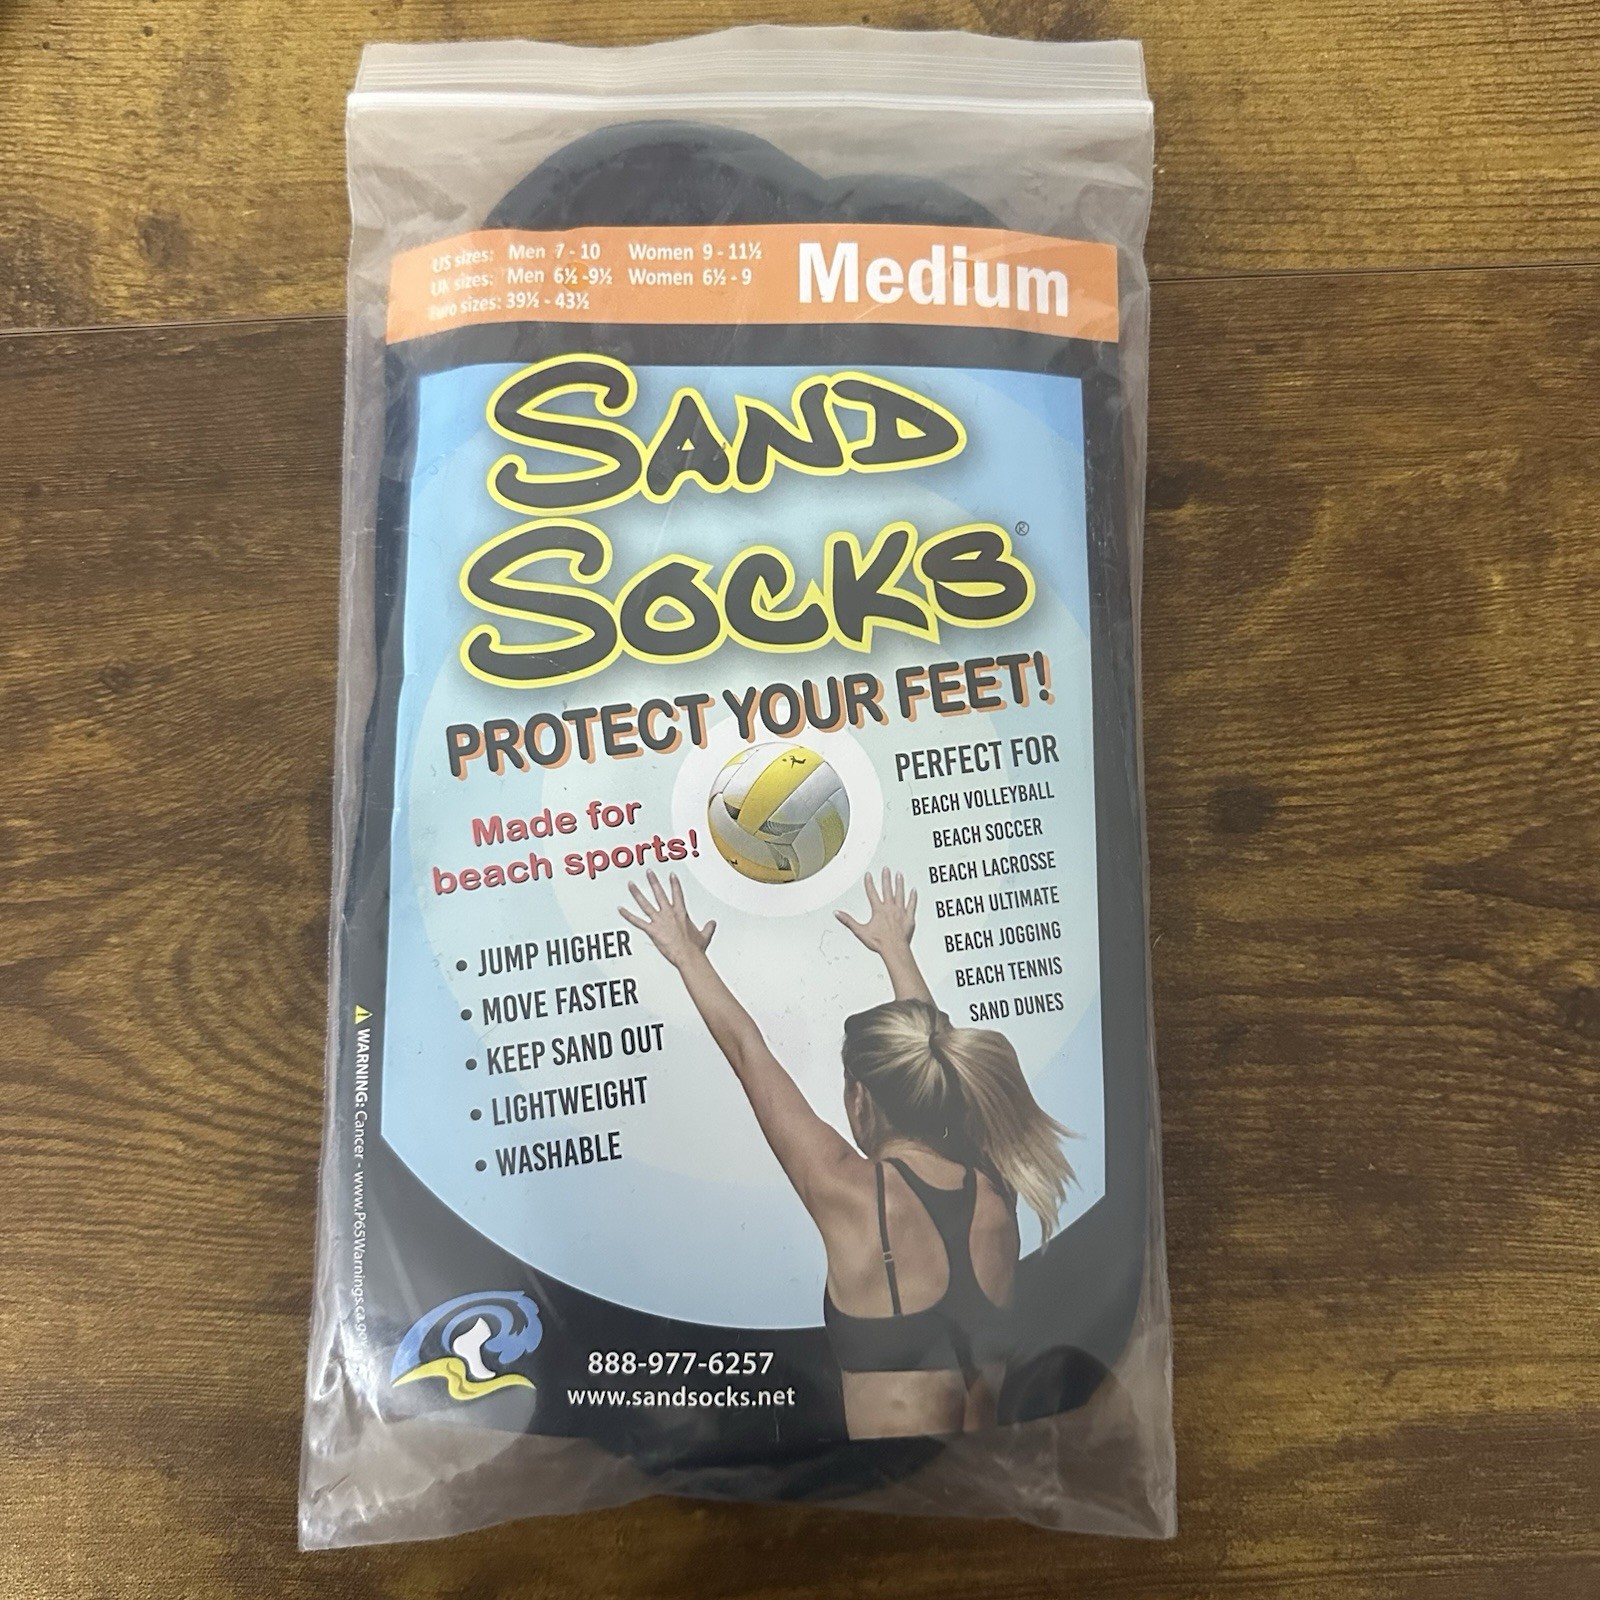 US sizes: Men 7 - 10 Women 9 - 11½
UK sizes: Men 6½ -9½ Women 6½ - 9
Euro sizes: 39½ - 43½
Medium
SAND
SOCKS®
PROTECT YOUR FEET!
Made for
beach sports!
• JUMP HIGHER
• MOVE FASTER
• KEEP SAND OUT
• LIGHTWEIGHT
• WASHABLE
PERFECT FOR
BEACH VOLLEYBALL
BEACH SOCCER
BEACH LACROSSE
BEACH ULTIMATE
BEACH JOGGING
BEACH TENNIS
SAND DUNES
⚠ WARNING: Cancer - www.P65Warnings.ca.gov
888-977-6257
www.sandsocks.net